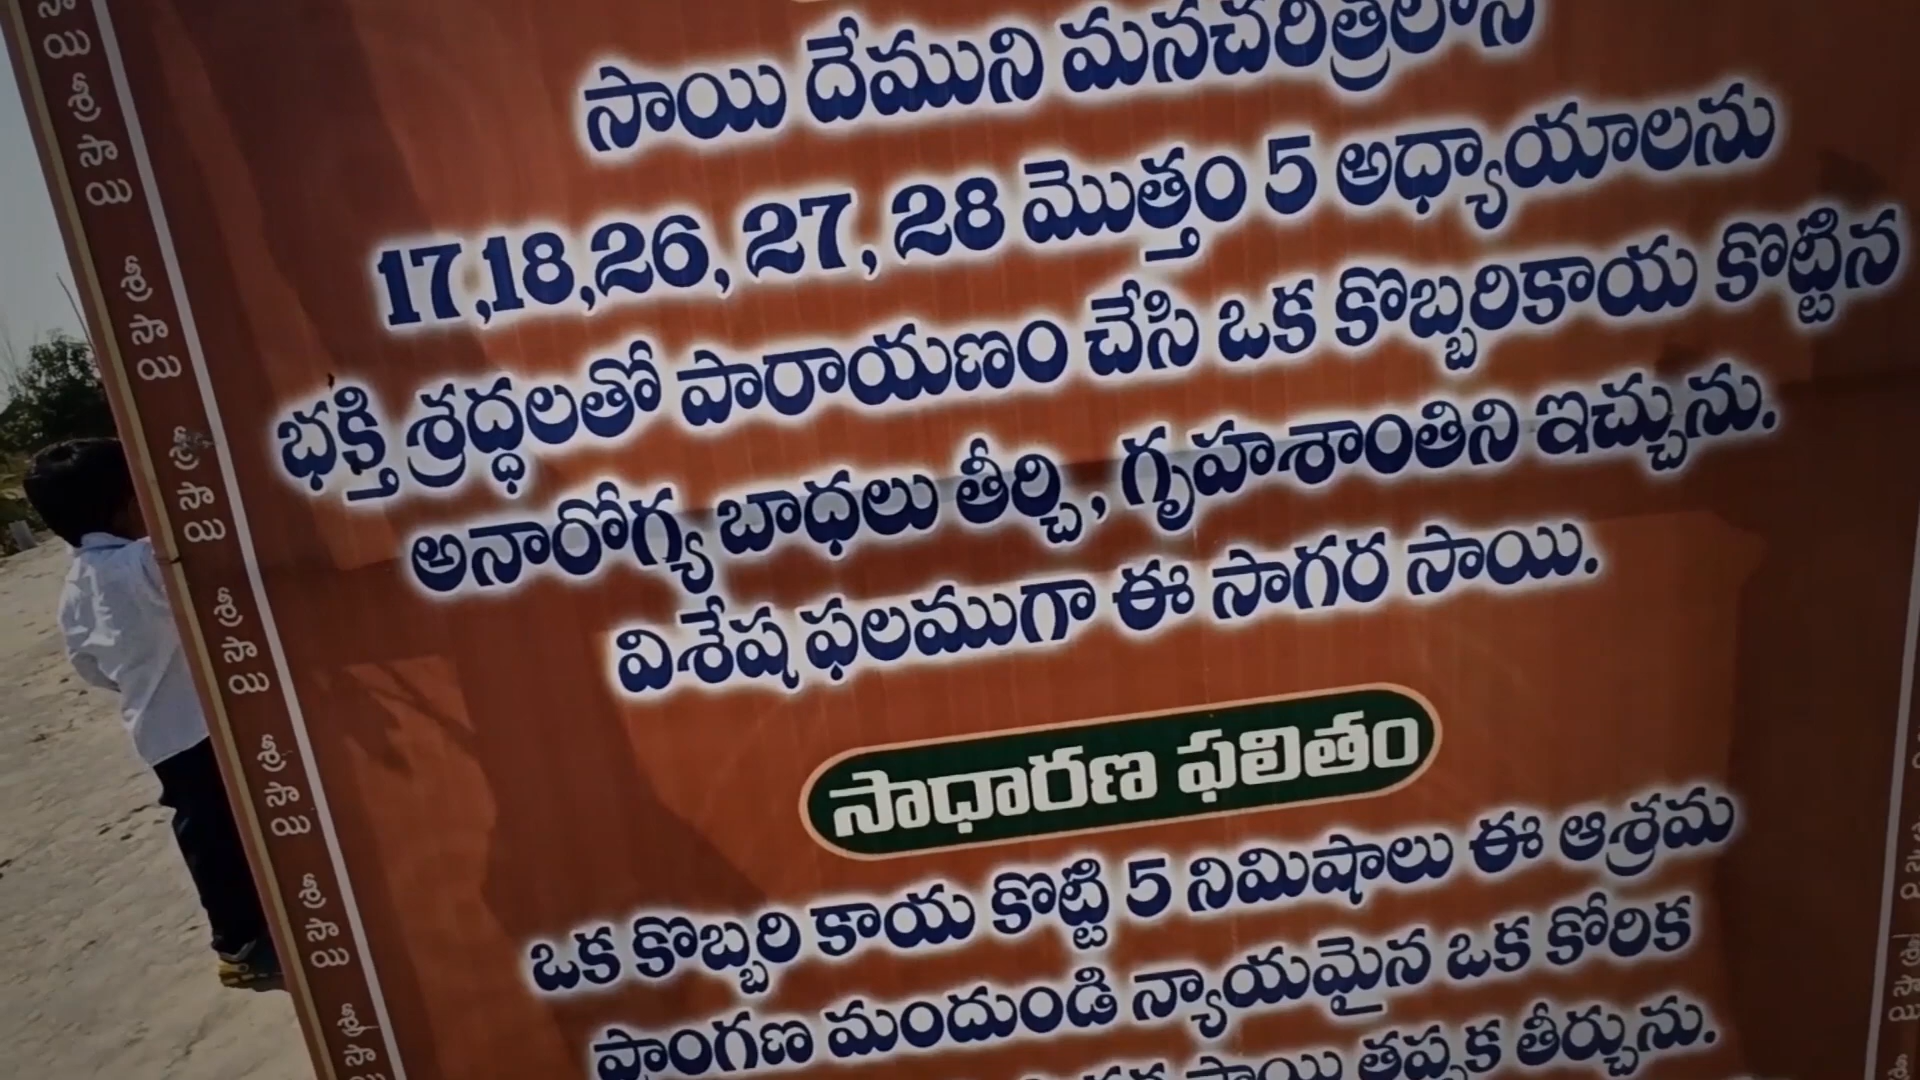 సాయి దేముని మనచరిత్రలోని
17,18,26, 27, 28 మొత్తం 5 అధ్యాయాలను
భక్తి శ్రద్ధలతో పారాయణం చేసి ఒక కొబ్బరికాయ కొట్టిన
అనారోగ్య బాధలు తీర్చి, గృహశాంతిని ఇచ్చును.
విశేష ఫలముగా ఈ సాగర సాయి.
సాధారణ ఫలితం
ఒక కొబ్బరి కాయ కొట్టి 5 నిమిషాలు ఈ ఆశ్రమ
ప్రాంగణ మందుండి న్యాయమైన ఒక కోరిక
సాయి తప్పక తీర్చును.
సాయి శ్రీ సాయి శ్రీ సాయి శ్రీ సాయి శ్రీ సాయి శ్రీ సాయి శ్రీ సాయి శ్రీ సాయి